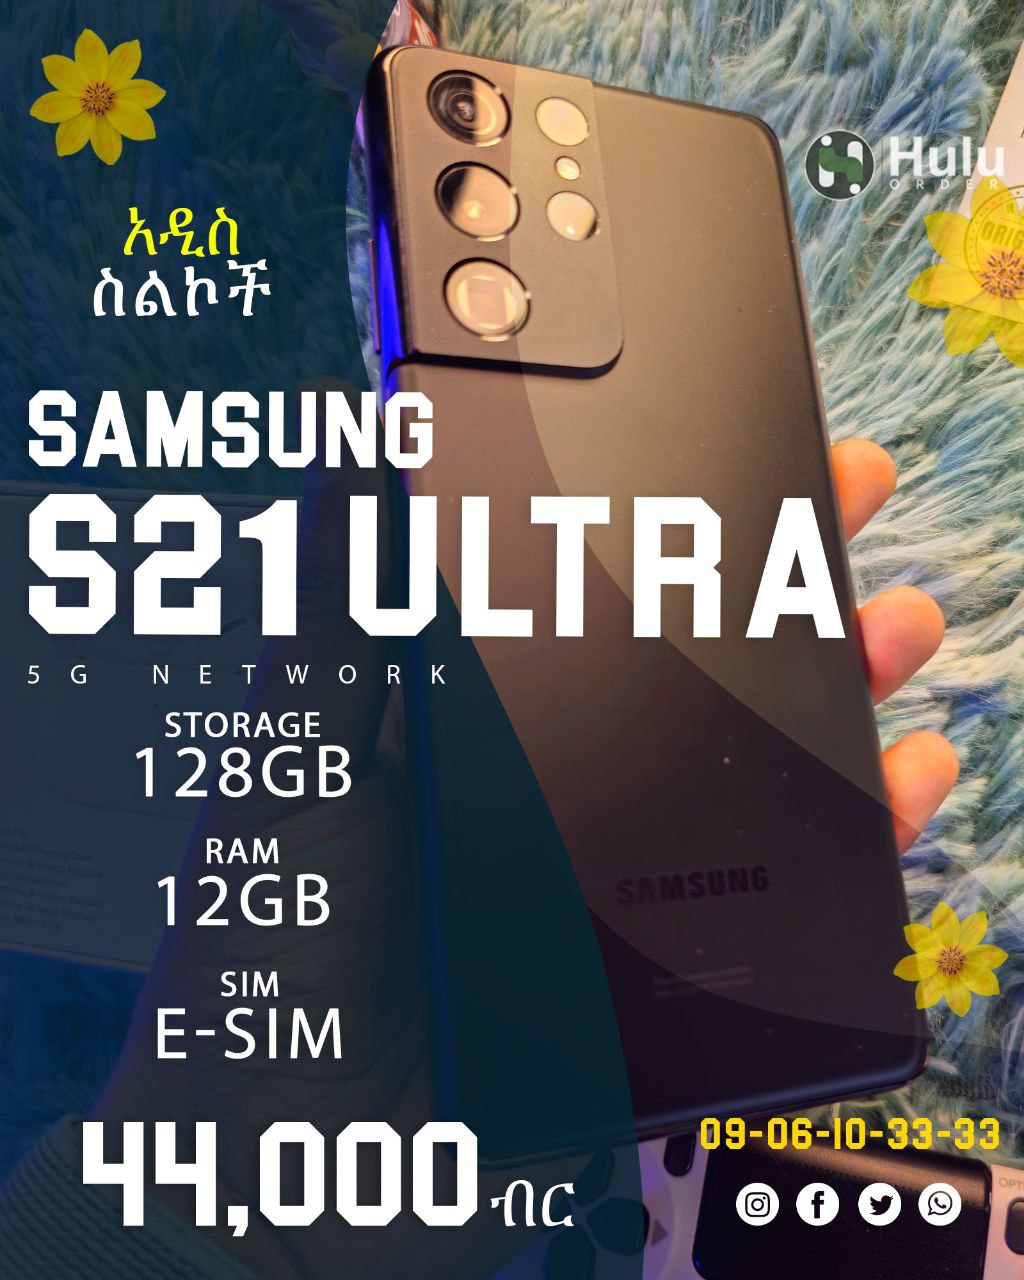 Hulu
ORDER
አዲስ
ስልኮች
SAMSUNG
S21 ULTRA
5G NETWORK
STORAGE
128GB
RAM
12GB
SIM
E-SIM
SAMSUNG
44,000 ብር
09-06-10-33-33